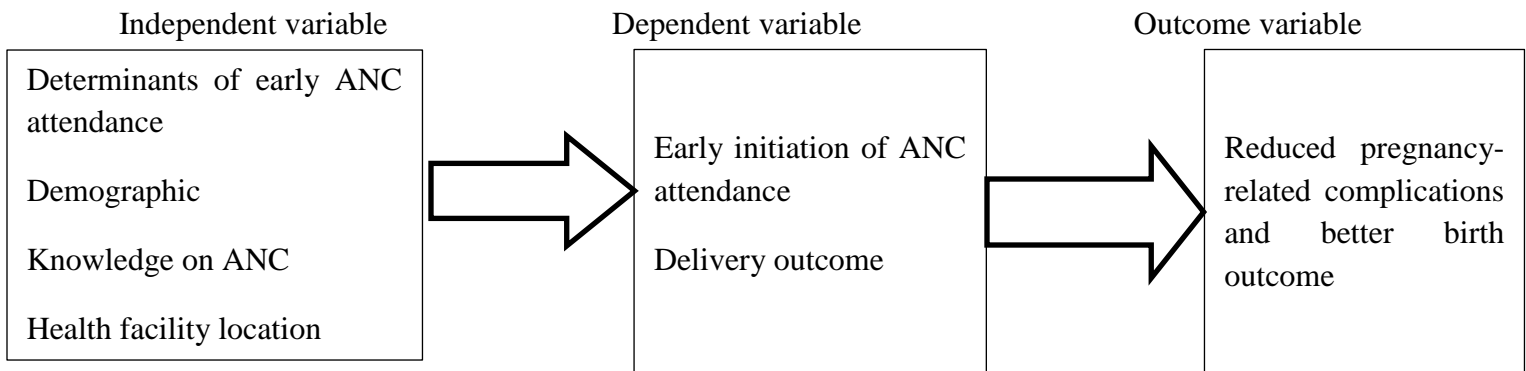 Independent variable
Dependent variable
Outcome variable
Determinants of early ANC
attendance
Demographic
Knowledge on ANC
Health facility location
Early initiation of ANC
attendance
Delivery outcome
Reduced pregnancy-
related complications
and better birth
outcome